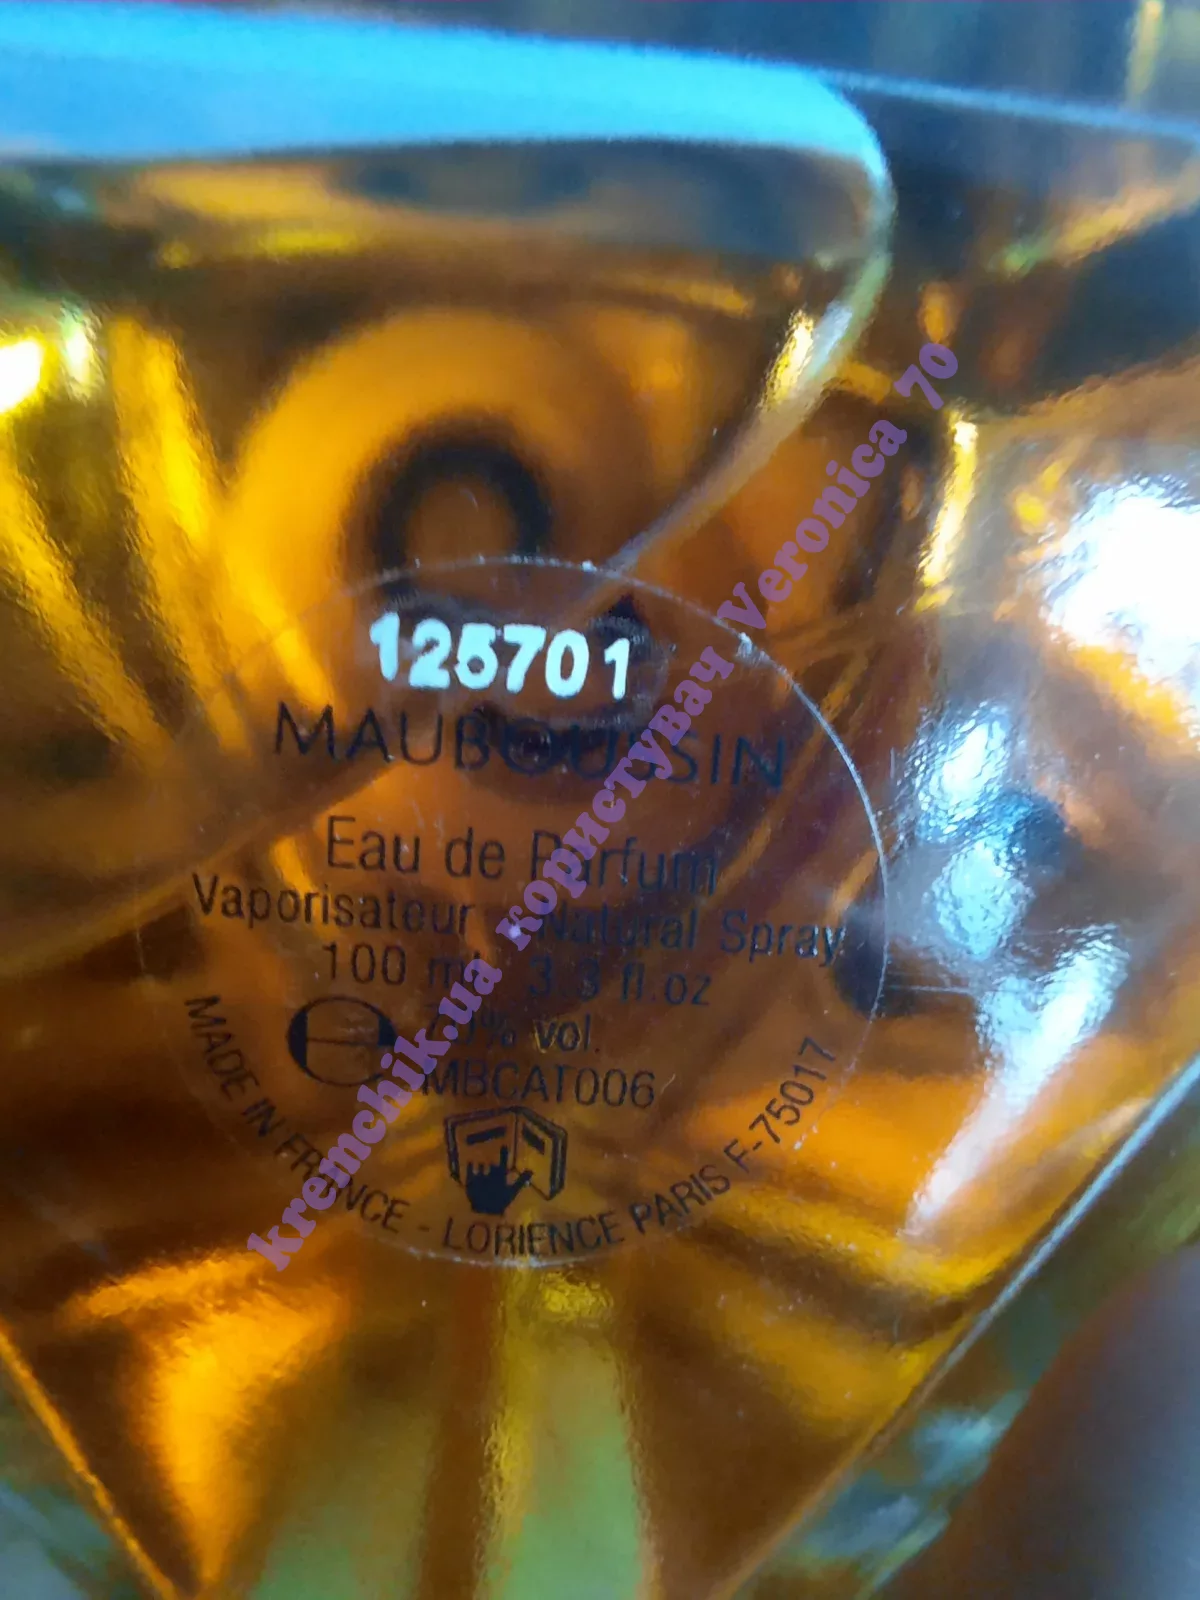 125701
MAUBOUSSIN
Eau de Parfum
Vaporisateur - Natural Spray
100 ml 3.3 fl.oz
% vol.
MBCAT006
MADE IN FRANCE - LORIENCE PARIS F-75017
kremchik.ua користувач Veronica 70